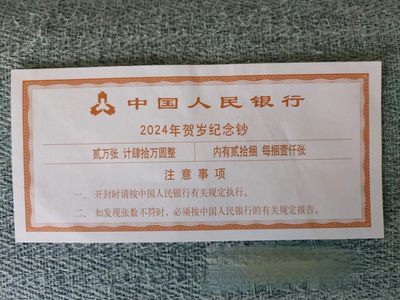 中国人民银行
2024年贺岁纪念钞
贰万张 计肆拾万圆整 内有贰拾捆 每捆壹仟张
注意事项
一、开封时请按中国人民银行有关规定执行。
二、如发现张数不符时，必须按中国人民银行的有关规定报告。